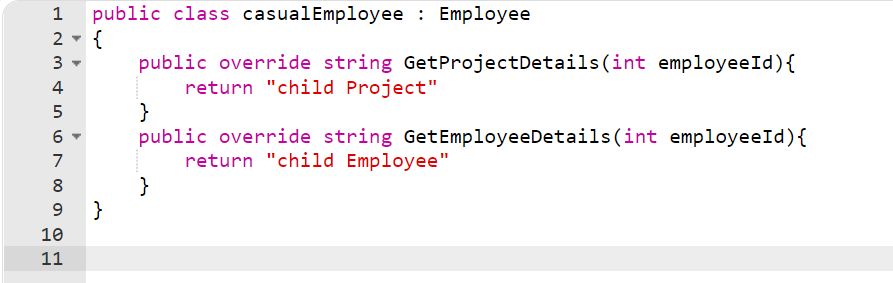 1 public class casualEmployee : Employee
2 {
3     public override string GetProjectDetails(int employeeId){
4         return "child Project"
5     }
6     public override string GetEmployeeDetails(int employeeId){
7         return "child Employee"
8     }
9 }
10
11